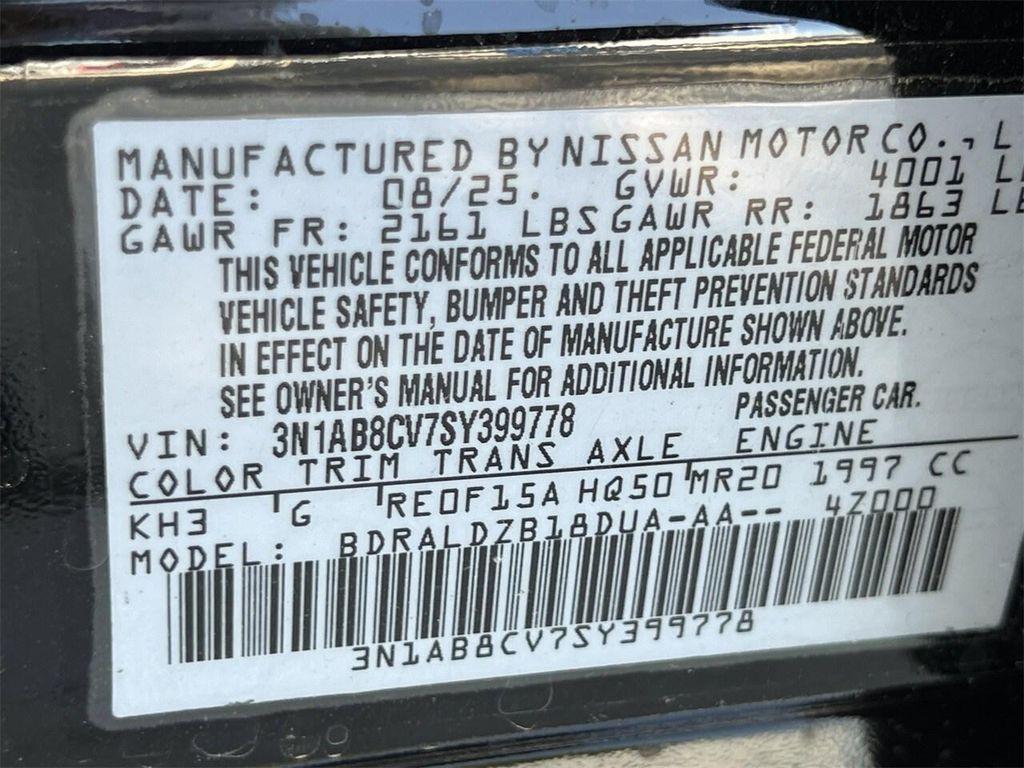 MANUFACTURED BY NISSAN MOTOR CO.,
DATE: 08/25. GVWR: 4001
GAWR FR: 2161 LBS GAWR RR: 1863
THIS VEHICLE CONFORMS TO ALL APPLICABLE FEDERAL MOTOR
VEHICLE SAFETY, BUMPER AND THEFT PREVENTION STANDARDS
IN EFFECT ON THE DATE OF MANUFACTURE SHOWN ABOVE.
SEE OWNER'S MANUAL FOR ADDITIONAL INFORMATION.
VIN: 3N1AB8CV7SY399778 PASSENGER CAR.
COLOR TRIM TRANS AXLE ENGINE
KH3 G RE0F15A HQ50 MR20 1997 CC
MODEL: BDRALDZB18DUA-AA-- 4Z000
3N1AB8CV7SY399778